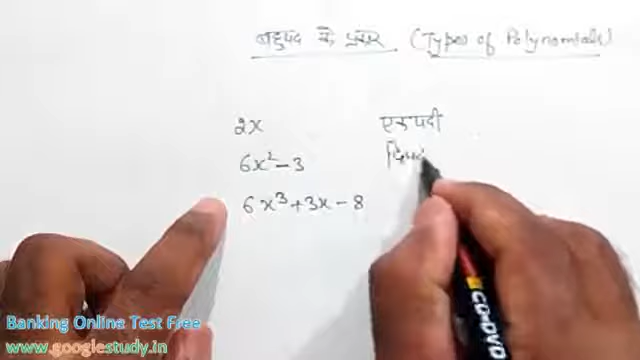 बहुपद के प्रकार (Types of Polynomials)
2x एकपदी
6x² - 3 द्विप
6x³ + 3x - 8
CODVD
Banking Online Test Free
www.googlestudy.in